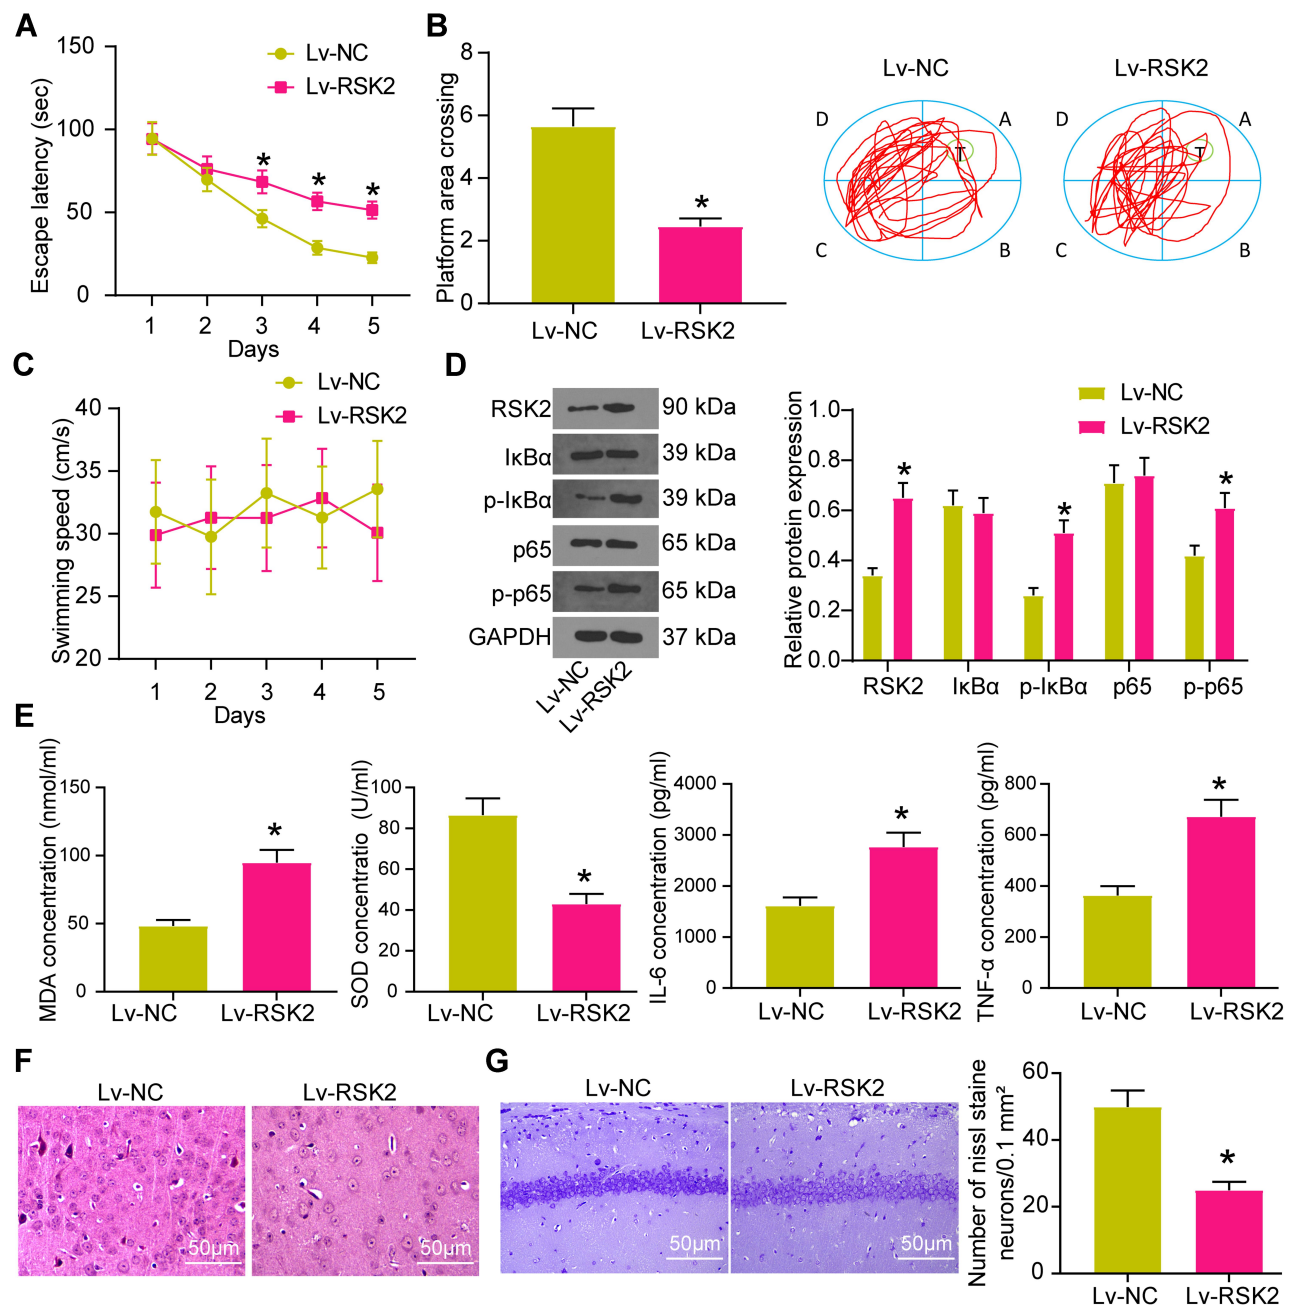 A
Escape latency (sec)
150
100
50
0
Lv-NC
Lv-RSK2
*
*
*
1 2 3 4 5
Days
B
Platform area crossing
8
6
4
2
0
*
Lv-NC Lv-RSK2
Lv-NC
D A
T
C B
Lv-RSK2
D A
T
C B
C
Swimming speed (cm/s)
40
35
30
25
20
Lv-NC
Lv-RSK2
1 2 3 4 5
Days
D
RSK2 90 kDa
IκBα 39 kDa
p-IκBα 39 kDa
p65 65 kDa
p-p65 65 kDa
GAPDH 37 kDa
Lv-NC
Lv-RSK2
Relative protein expression
1.0
0.8
0.6
0.4
0.2
0.0
Lv-NC
Lv-RSK2
*
*
*
RSK2 IκBα p-IκBα p65 p-p65
E
MDA concentration (nmol/ml)
150
100
50
0
*
Lv-NC Lv-RSK2
SOD concentratio (U/ml)
100
80
60
40
20
0
*
Lv-NC Lv-RSK2
IL-6 concentration (pg/ml)
4000
3000
2000
1000
0
*
Lv-NC Lv-RSK2
TNF-α concentration (pg/ml)
800
600
400
200
0
*
Lv-NC Lv-RSK2
F
Lv-NC Lv-RSK2
50μm 50μm
G
Lv-NC Lv-RSK2
50μm 50μm
Number of nissl staine
neurons/0.1 mm²
60
40
20
0
*
Lv-NC Lv-RSK2